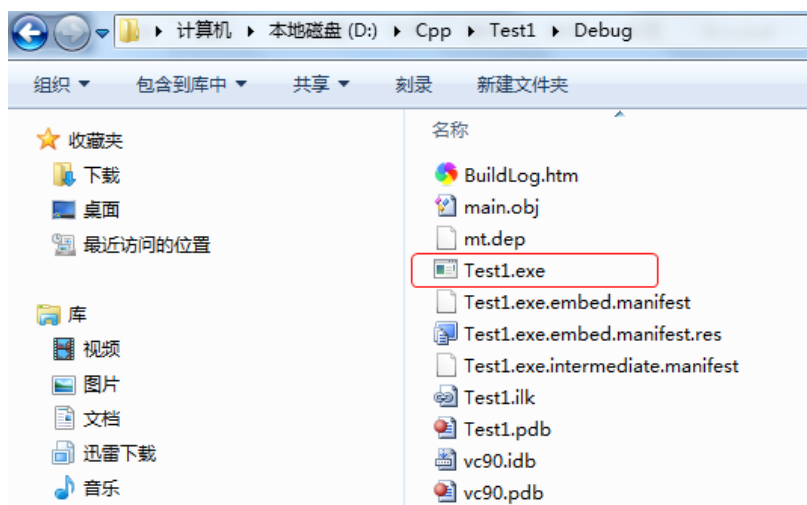 计算机 本地磁盘 (D:) Cpp Test1 Debug
组织 包含到库中 共享 刻录 新建文件夹
收藏夹
下载
桌面
最近访问的位置
库
视频
图片
文档
迅雷下载
音乐
名称
BuildLog.htm
main.obj
mt.dep
Test1.exe
Test1.exe.embed.manifest
Test1.exe.embed.manifest.res
Test1.exe.intermediate.manifest
Test1.ilk
Test1.pdb
vc90.idb
vc90.pdb